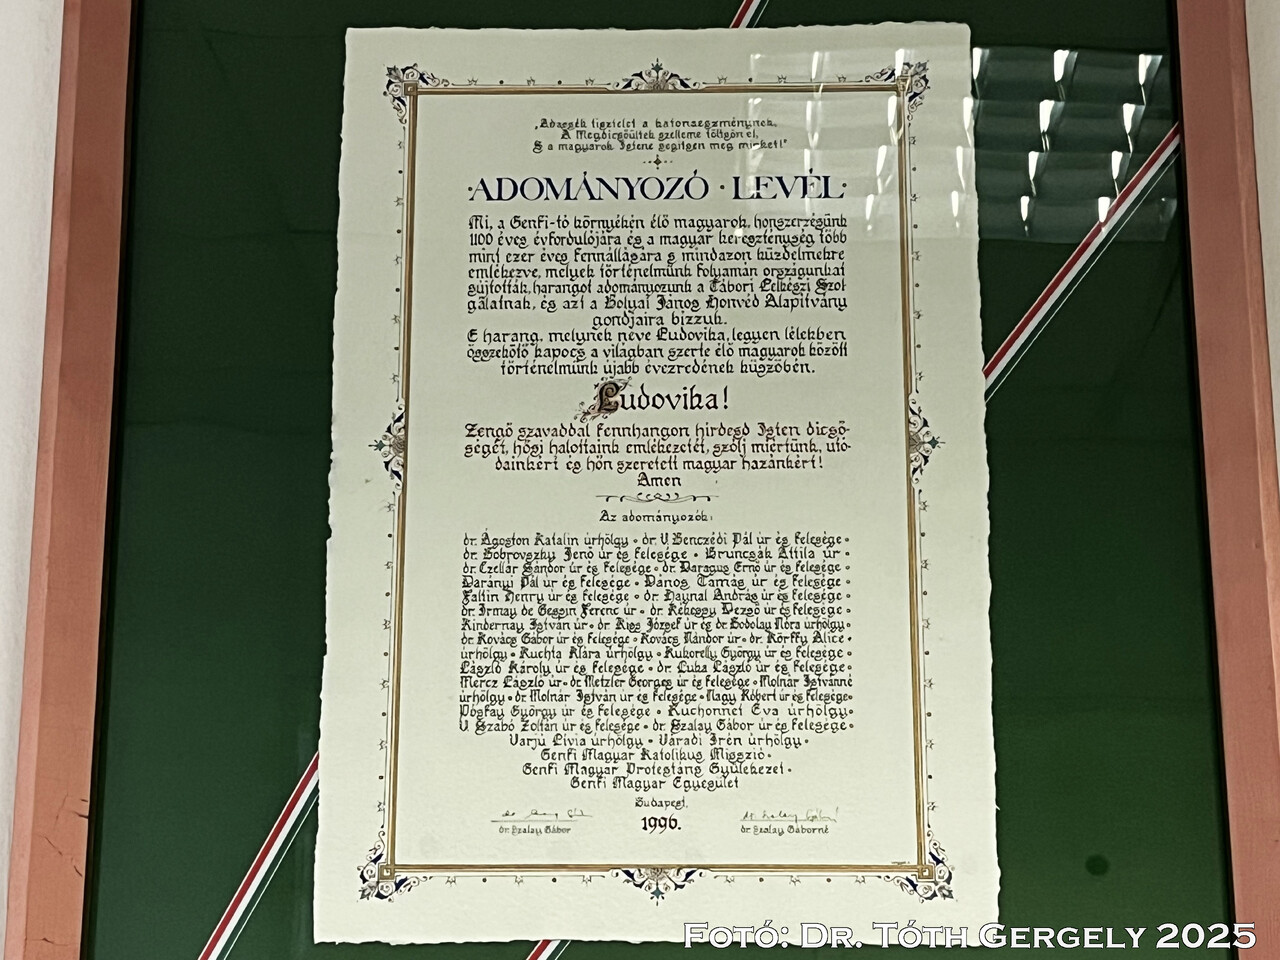 „Adassék tisztelet a katonaeszménynek,
A Megdicsőültek szelleme töltsön el,
S a magyarok Istene segítsen meg minket!"
·ADOMÁNYOZÓ · LEVÉL·
Mi, a Genfi-tó környékén élő magyarok, honszerzésünk
1100 éves évfordulójára és a magyar kereszténység több
mint ezer éves fennállására s mindazon küzdelmekre
emlékezve, melyek történelmünk folyamán országunkat
sújtották, harangot adományozunk a Tábori Lelkészi Szol
gálatnak, és azt a Bolyai János Honvéd Alapítvány
gondjaira bízzuk.
E harang, melynek neve Ludovika, legyen lélekben
összekötő kapocs a világban szerte élő magyarok között
történelmünk újabb évezredének küszöbén.
Ludovika!
Zengő szavaddal fennhangon hirdesd Isten dicső-
ségét, hősi halottaink emlékezetét, szólj miértünk, utó-
dainkért és hőn szeretett magyar hazánkért!
Amen
Az adományozók:
dr. Ágoston Katalin úrhölgy • dr. V. Benczédi Pál úr és felesége •
dr. Bobrovszky Jenő úr és felesége • Bruncsák Attila úr •
dr. Czellár Sándor úr és felesége • dr. Daragus Ernő úr és felesége •
Darányi Pál úr és felesége • Dános Tamás úr és felesége •
Faltin Henry úr és felesége • dr. Haynal András úr és felesége •
dr. Irmay de Gessin Ferenc úr • dr. Kébessy Dezső úr és felesége •
Kindernay István úr • dr. Kiss József úr és dr. Bodolay Nóra úrhölgy •
dr. Kovács Gábor úr és felesége • Kovács Nándor úr • dr. Körffy Alice •
úrhölgy • Kuchta Klára úrhölgy • Kukorelly György úr és felesége •
László Károly úr és felesége • dr. Luka László úr és felesége •
Mercz László úr • dr. Metzler Georges úr és felesége • Molnár Istvánné
úrhölgy • dr. Molnár István úr és felesége • Nagy Róbert úr és felesége •
Pósfay György úr és felesége • Ruchonnet Éva úrhölgy •
V. Szabó Zoltán úr és felesége • dr. Szalay Gábor úr és felesége •
Varjú Lívia úrhölgy • Váradi Irén úrhölgy •
Genfi Magyar Katolikus Misszió •
Genfi Magyar Protestáns Gyülekezet •
Genfi Magyar Egyesület
Budapest,
1996.
dr. Szalay Gábor
dr. Szalay Gáborné
Fotó: Dr. Tóth Gergely 2025